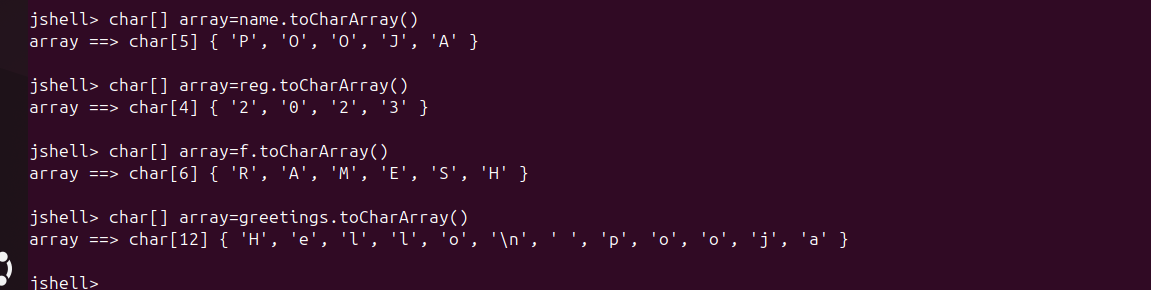 jshell> char[] array=name.toCharArray()
array ==> char[5] { 'P', 'O', 'O', 'J', 'A' }
jshell> char[] array=reg.toCharArray()
array ==> char[4] { '2', '0', '2', '3' }
jshell> char[] array=f.toCharArray()
array ==> char[6] { 'R', 'A', 'M', 'E', 'S', 'H' }
jshell> char[] array=greetings.toCharArray()
array ==> char[12] { 'H', 'e', 'l', 'l', 'o', '\n', ' ', 'p', 'o', 'o', 'j', 'a' }
jshell>